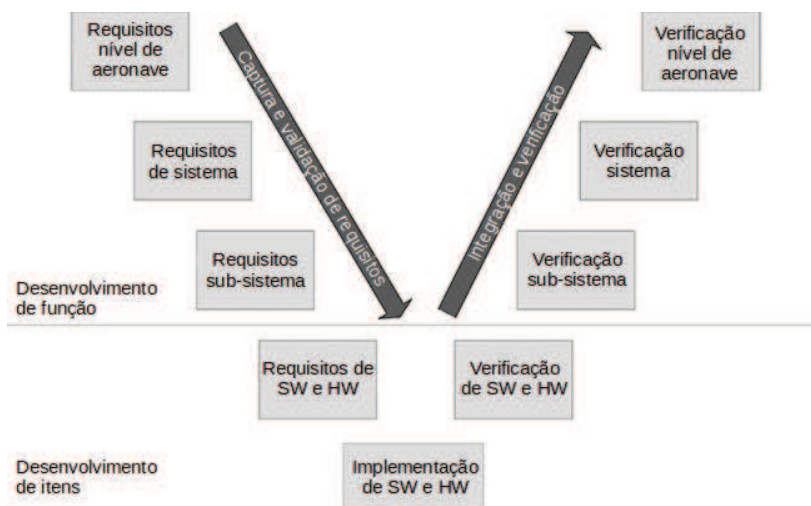 Requisitos
nível de
aeronave
Verificação
nível de
aeronave
Captura e validação de requisitos
Integração e verificação
Requisitos
de sistema
Verificação
sistema
Requisitos
sub-sistema
Verificação
sub-sistema
Desenvolvimento
de função
Requisitos de
SW e HW
Verificação
de SW e HW
Desenvolvimento
de itens
Implementação
de SW e HW